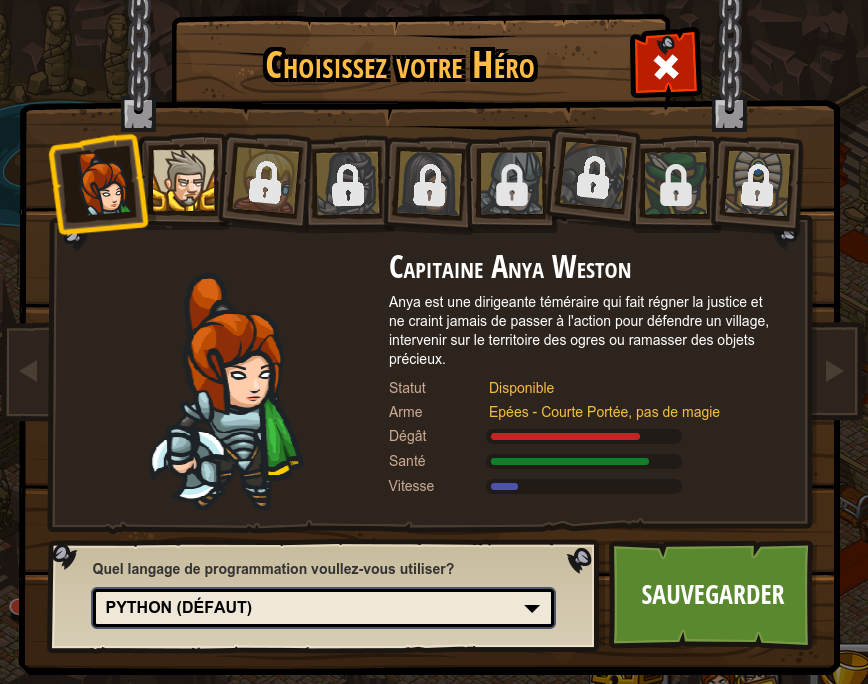 Choisissez votre Héro
Capitaine Anya Weston
Anya est une dirigeante téméraire qui fait régner la justice et
ne craint jamais de passer à l'action pour défendre un village,
intervenir sur le territoire des ogres ou ramasser des objets
précieux.
Statut Disponible
Arme Epées - Courte Portée, pas de magie
Dégât
Santé
Vitesse
Quel langage de programmation voullez-vous utiliser?
PYTHON (DÉFAUT)
SAUVEGARDER